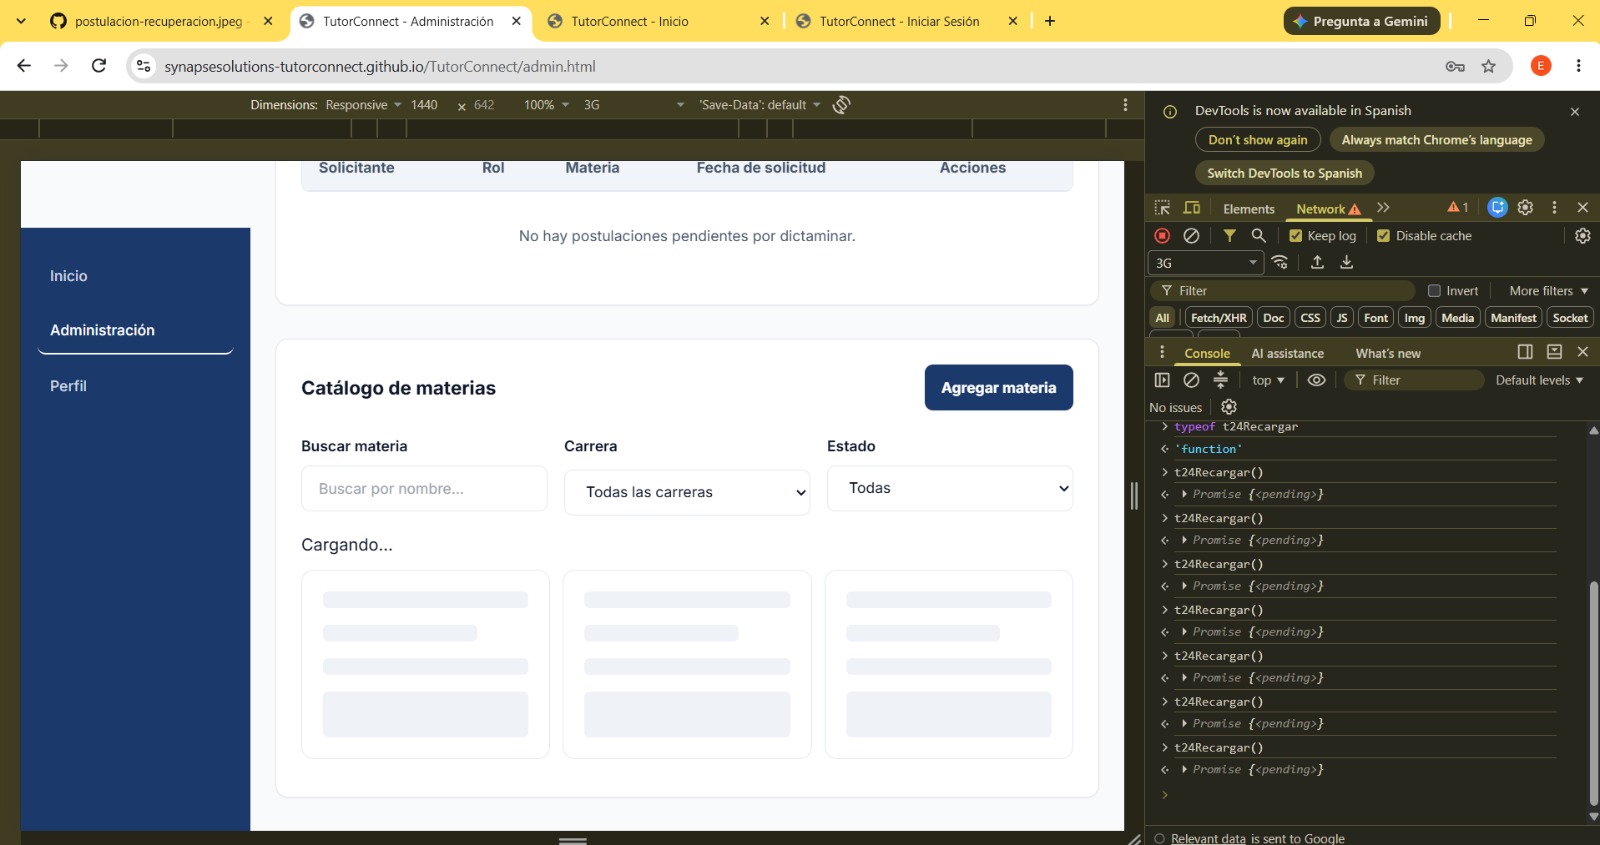 postulacion-recuperacion.jpeg
TutorConnect - Administración
TutorConnect - Inicio
TutorConnect - Iniciar Sesión
Pregunta a Gemini
synapsesolutions-tutorconnect.github.io/TutorConnect/admin.html
E
Dimensions: Responsive 1440 x 642 100% 3G 'Save-Data': default
Solicitante Rol Materia Fecha de solicitud Acciones
No hay postulaciones pendientes por dictaminar.
Inicio
Administración
Perfil
Catálogo de materias
Agregar materia
Buscar materia Carrera Estado
Buscar por nombre... Todas las carreras Todas
Cargando...
DevTools is now available in Spanish
Don't show again Always match Chrome's language
Switch DevTools to Spanish
Elements Network 1
Keep log Disable cache
3G
Filter Invert More filters
All Fetch/XHR Doc CSS JS Font Img Media Manifest Socket
Console AI assistance What's new
top Filter Default levels
No issues
typeof t24Recargar
'function'
t24Recargar()
Promise {<pending>}
t24Recargar()
Promise {<pending>}
t24Recargar()
Promise {<pending>}
t24Recargar()
Promise {<pending>}
t24Recargar()
Promise {<pending>}
t24Recargar()
Promise {<pending>}
t24Recargar()
Promise {<pending>}
Relevant data is sent to Google